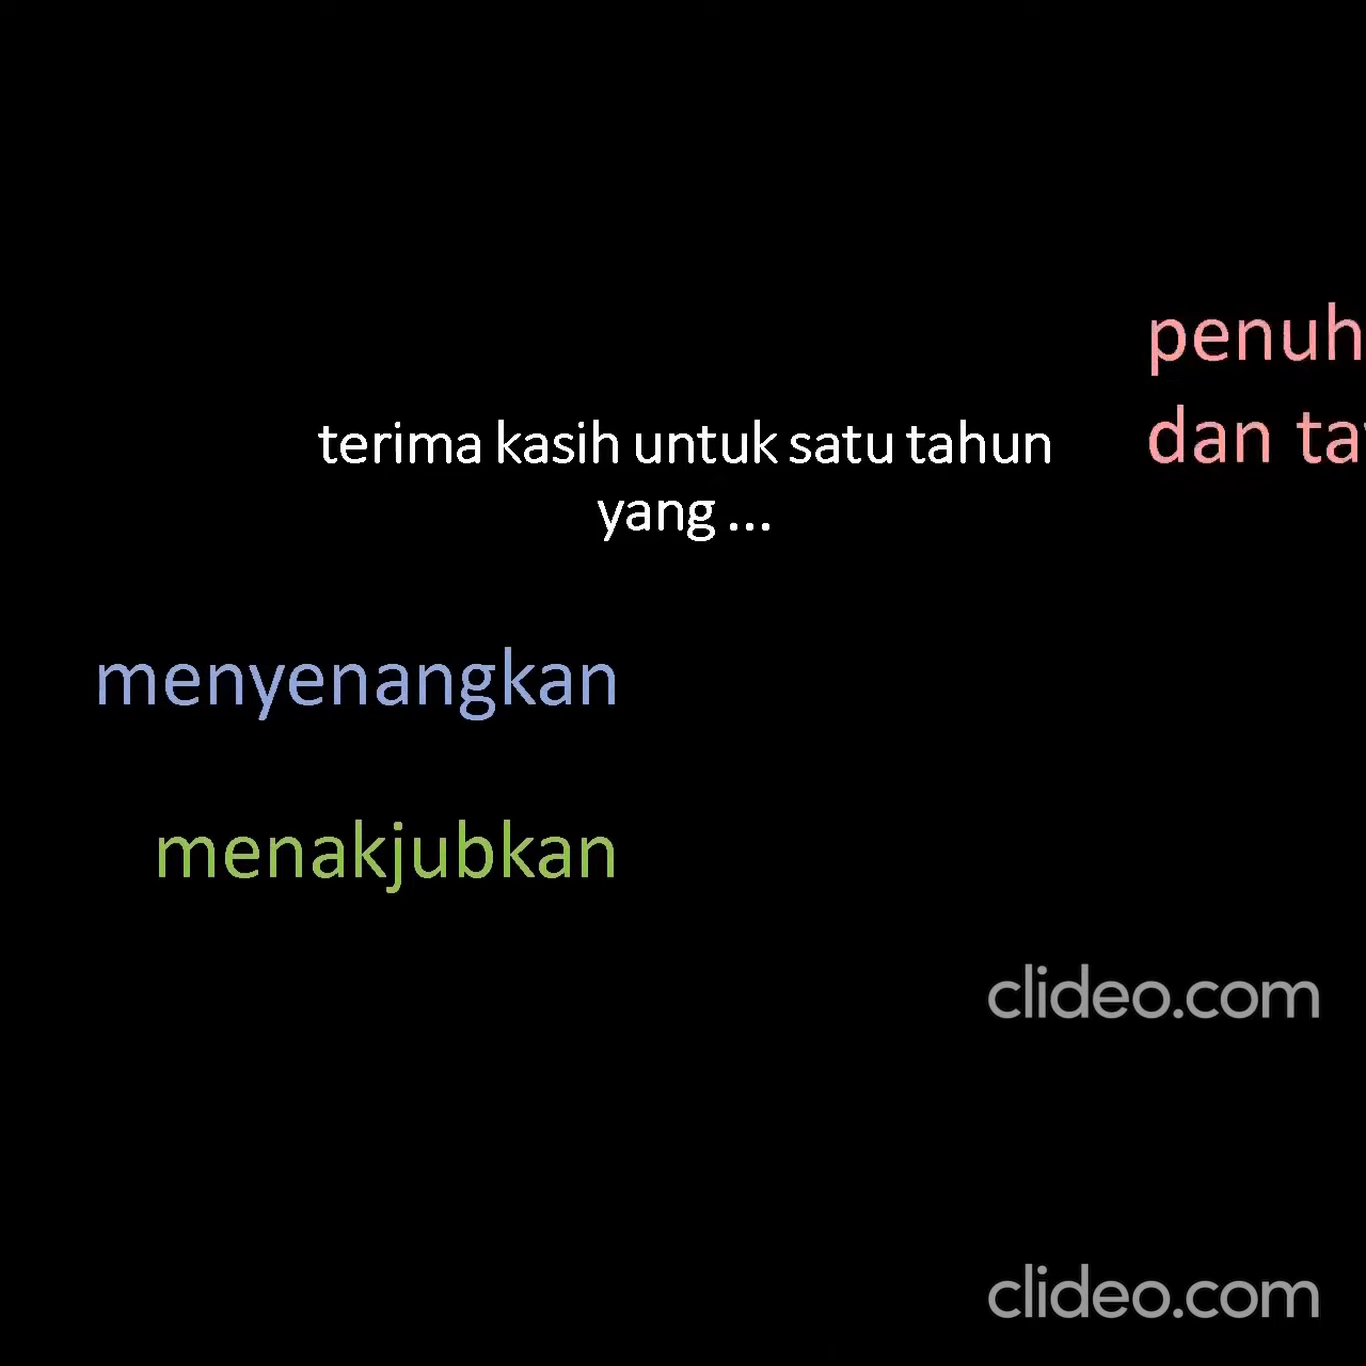 penuh
dan
terima kasih untuk satu tahun
yang ...
menyenangkan
menakjubkan
clideo.com
clideo.com